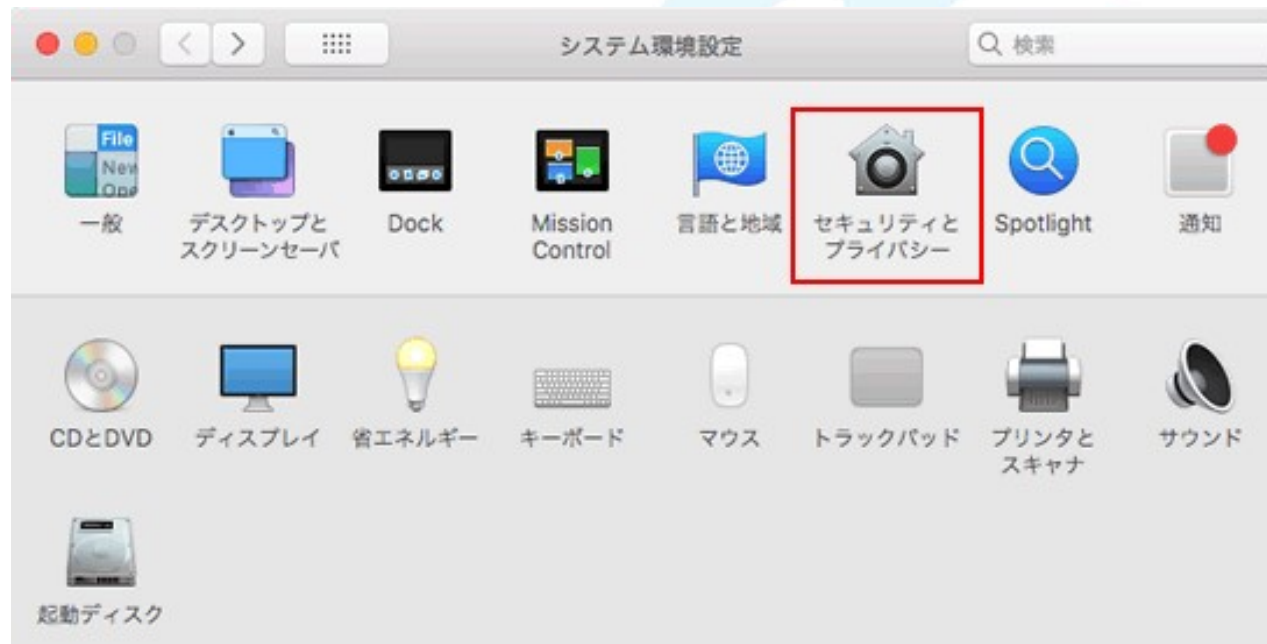 システム環境設定
検索
File
New
Ope
一般
デスクトップと
スクリーンセーバ
Dock
Mission
Control
言語と地域
セキュリティと
プライバシー
Spotlight
通知
CDとDVD
ディスプレイ
省エネルギー
キーボード
マウス
トラックパッド
プリンタと
スキャナ
サウンド
起動ディスク